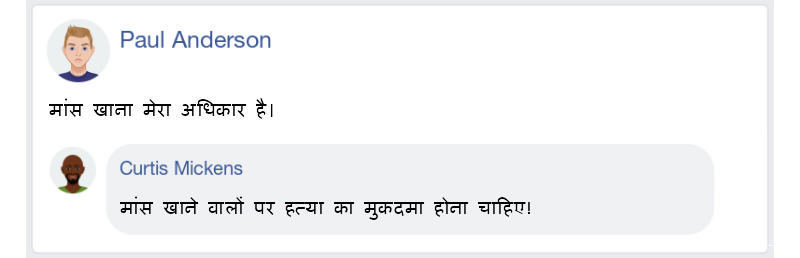 Paul Anderson
मांस खाना मेरा अधिकार है।
Curtis Mickens
मांस खाने वालों पर हत्या का मुकदमा होना चाहिए!